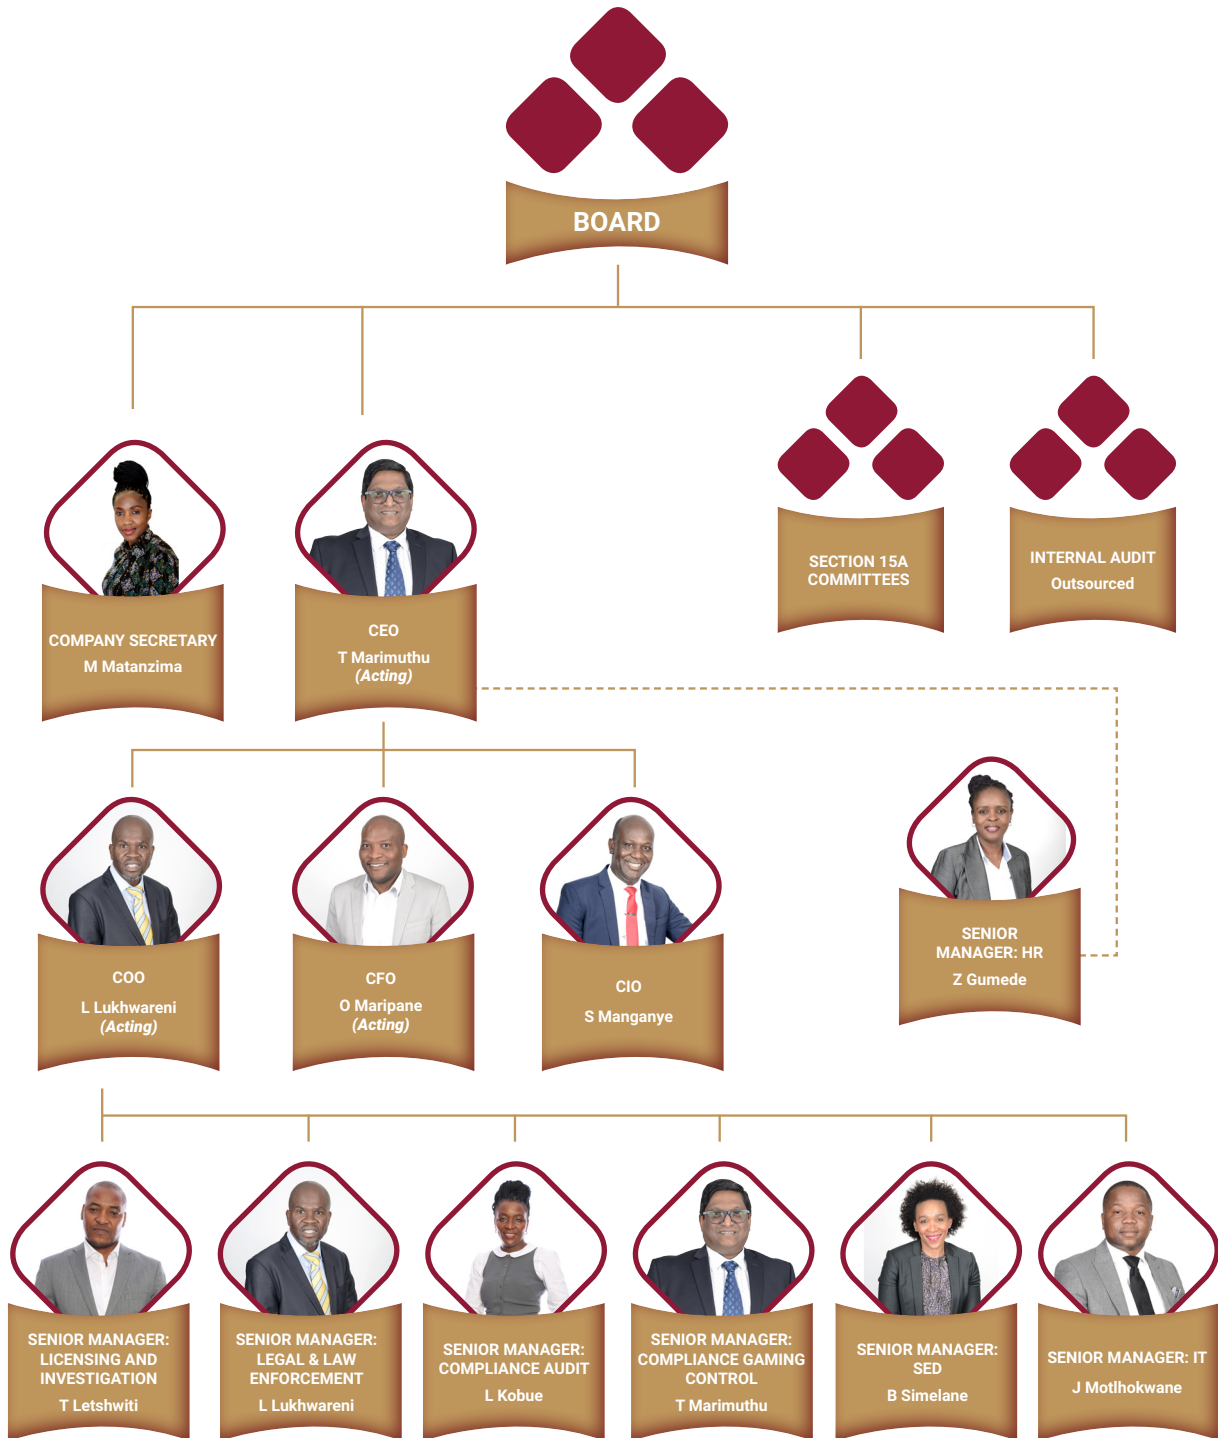 BOARD
SECTION 15A
COMMITTEES
INTERNAL AUDIT
Outsourced
COMPANY SECRETARY
M Matanzima
CEO
T Marimuthu
(Acting)
SENIOR
MANAGER: HR
Z Gumede
COO
L Lukhwareni
(Acting)
CFO
O Maripane
(Acting)
CIO
S Manganye
SENIOR MANAGER:
LICENSING AND
INVESTIGATION
T Letshwiti
SENIOR MANAGER:
LEGAL & LAW
ENFORCEMENT
L Lukhwareni
SENIOR MANAGER:
COMPLIANCE AUDIT
L Kobue
SENIOR MANAGER:
COMPLIANCE GAMING
CONTROL
T Marimuthu
SENIOR MANAGER:
SED
B Simelane
SENIOR MANAGER: IT
J Motlhokwane